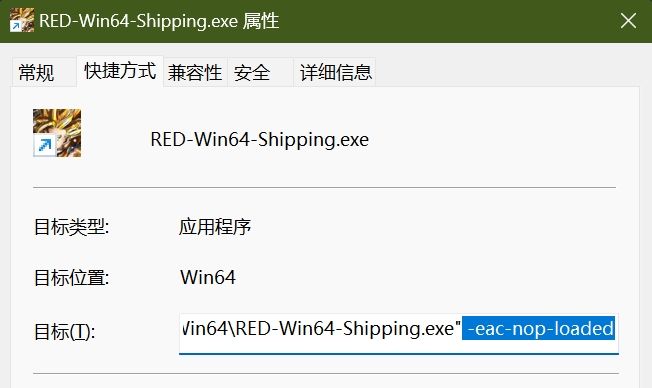 RED-Win64-Shipping.exe 属性
常规 快捷方式 兼容性 安全 详细信息
RED-Win64-Shipping.exe
目标类型: 应用程序
目标位置: Win64
目标(T): Win64\RED-Win64-Shipping.exe" -eac-nop-loaded